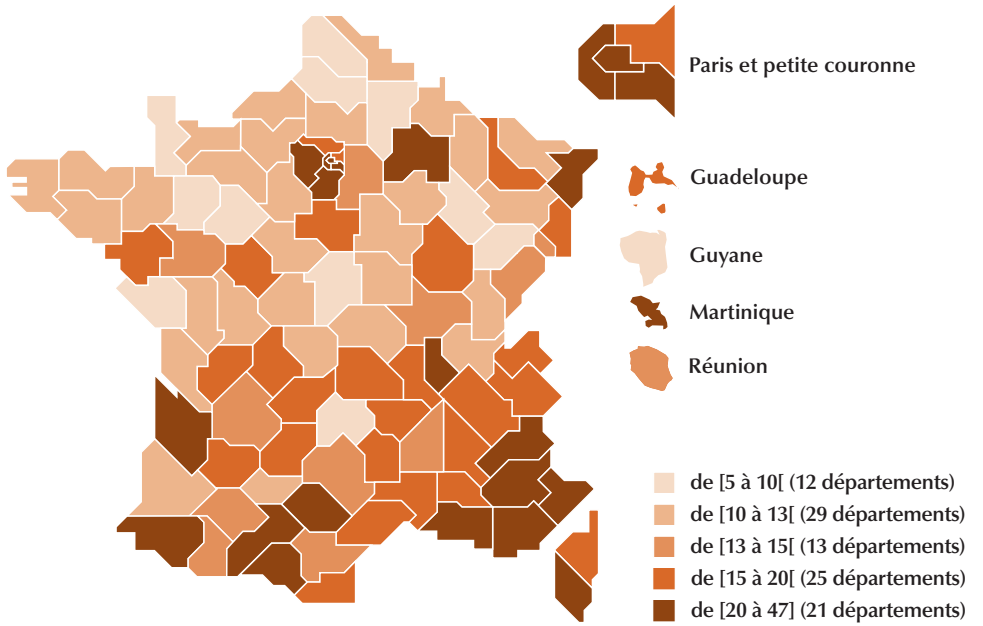 Paris et petite couronne
Guadeloupe
Guyane
Martinique
Réunion
de [5 à 10[ (12 départements)
de [10 à 13[ (29 départements)
de [13 à 15[ (13 départements)
de [15 à 20[ (25 départements)
de [20 à 47] (21 départements)